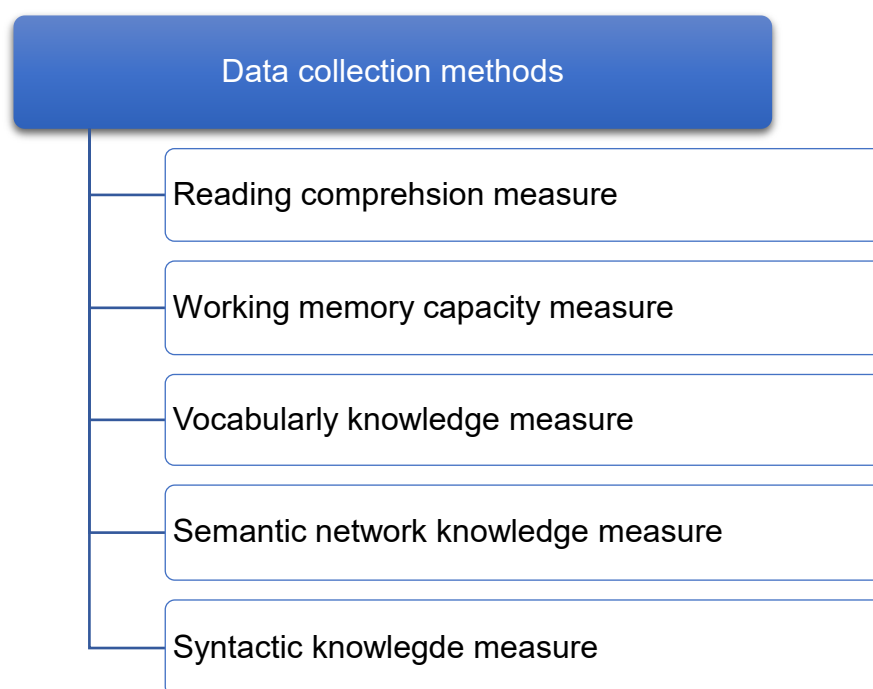 Data collection methods
Reading comprehsion measure
Working memory capacity measure
Vocabularly knowledge measure
Semantic network knowledge measure
Syntactic knowlegde measure